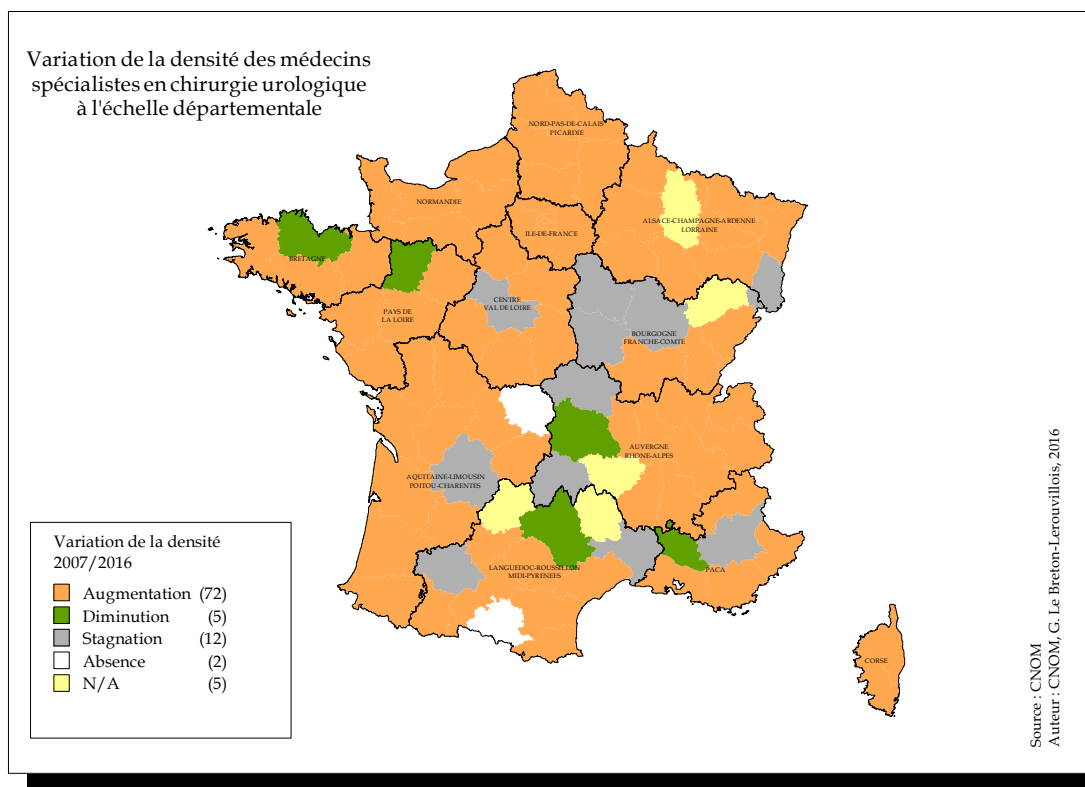 Variation de la densité des médecins
spécialistes en chirurgie urologique
à l'échelle départementale
NORD-PAS-DE-CALAIS
PICARDIE
NORMANDIE
ILE-DE-FRANCE
ALSACE-CHAMPAGNE-ARDENNE
LORRAINE
BRETAGNE
PAYS DE
LA LOIRE
CENTRE
VAL DE LOIRE
BOURGOGNE
FRANCHE-COMTE
AUVERGNE
RHONE-ALPES
AQUITAINE-LIMOUSIN
POITOU-CHARENTES
LANGUEDOC-ROUSSILLON
MIDI-PYRENEES
PACA
CORSE
Variation de la densité
2007/2016
Augmentation (72)
Diminution (5)
Stagnation (12)
Absence (2)
N/A (5)
Source : CNOM
Auteur : CNOM, G. Le Breton-Lerouvillois, 2016